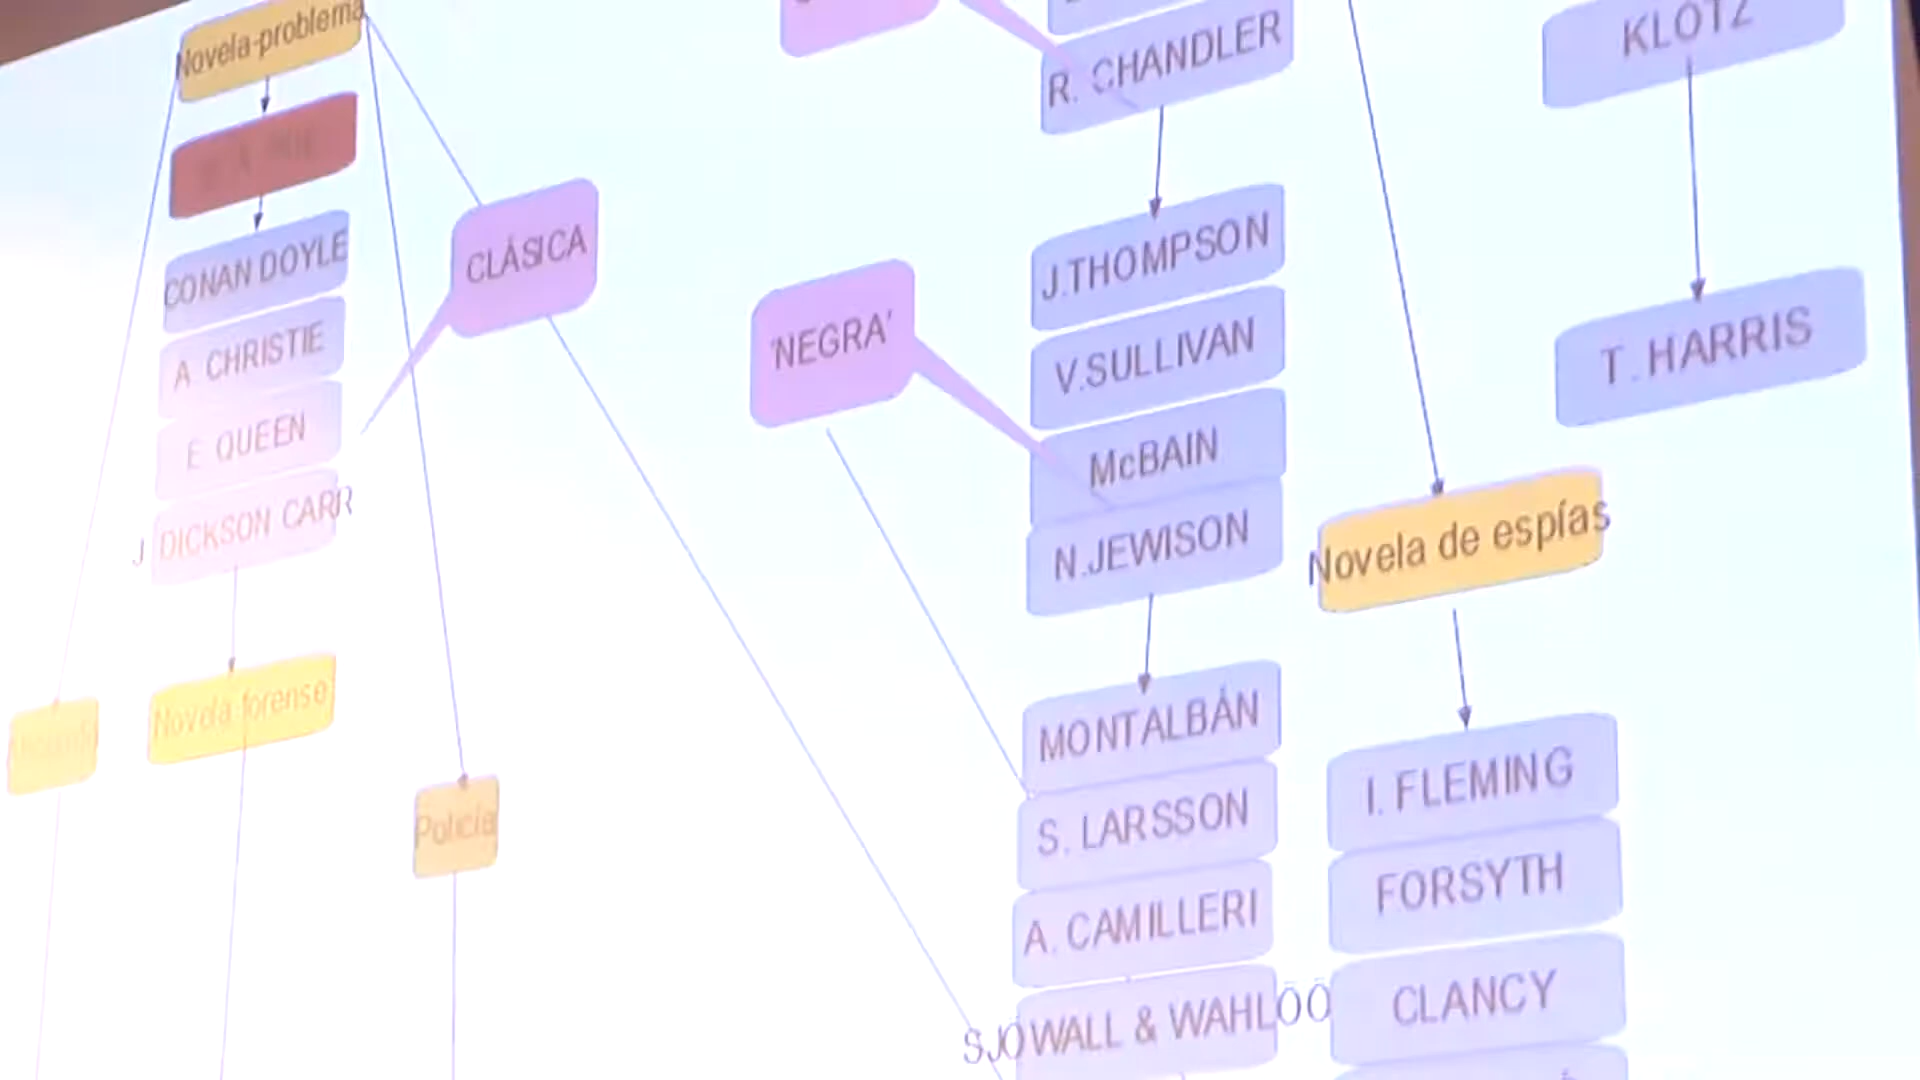 Novela-problema
CONAN DOYLE
A. CHRISTIE
E. QUEEN
J. DICKSON CARR
Novela forense
Policía
CLÁSICA
'NEGRA'
R. CHANDLER
J.THOMPSON
V.SULLIVAN
McBAIN
N.JEWISON
MONTALBÁN
S. LARSSON
A. CAMILLERI
SJÖWALL & WAHLÖÖ
KLOTZ
T. HARRIS
Novela de espías
I. FLEMING
FORSYTH
CLANCY